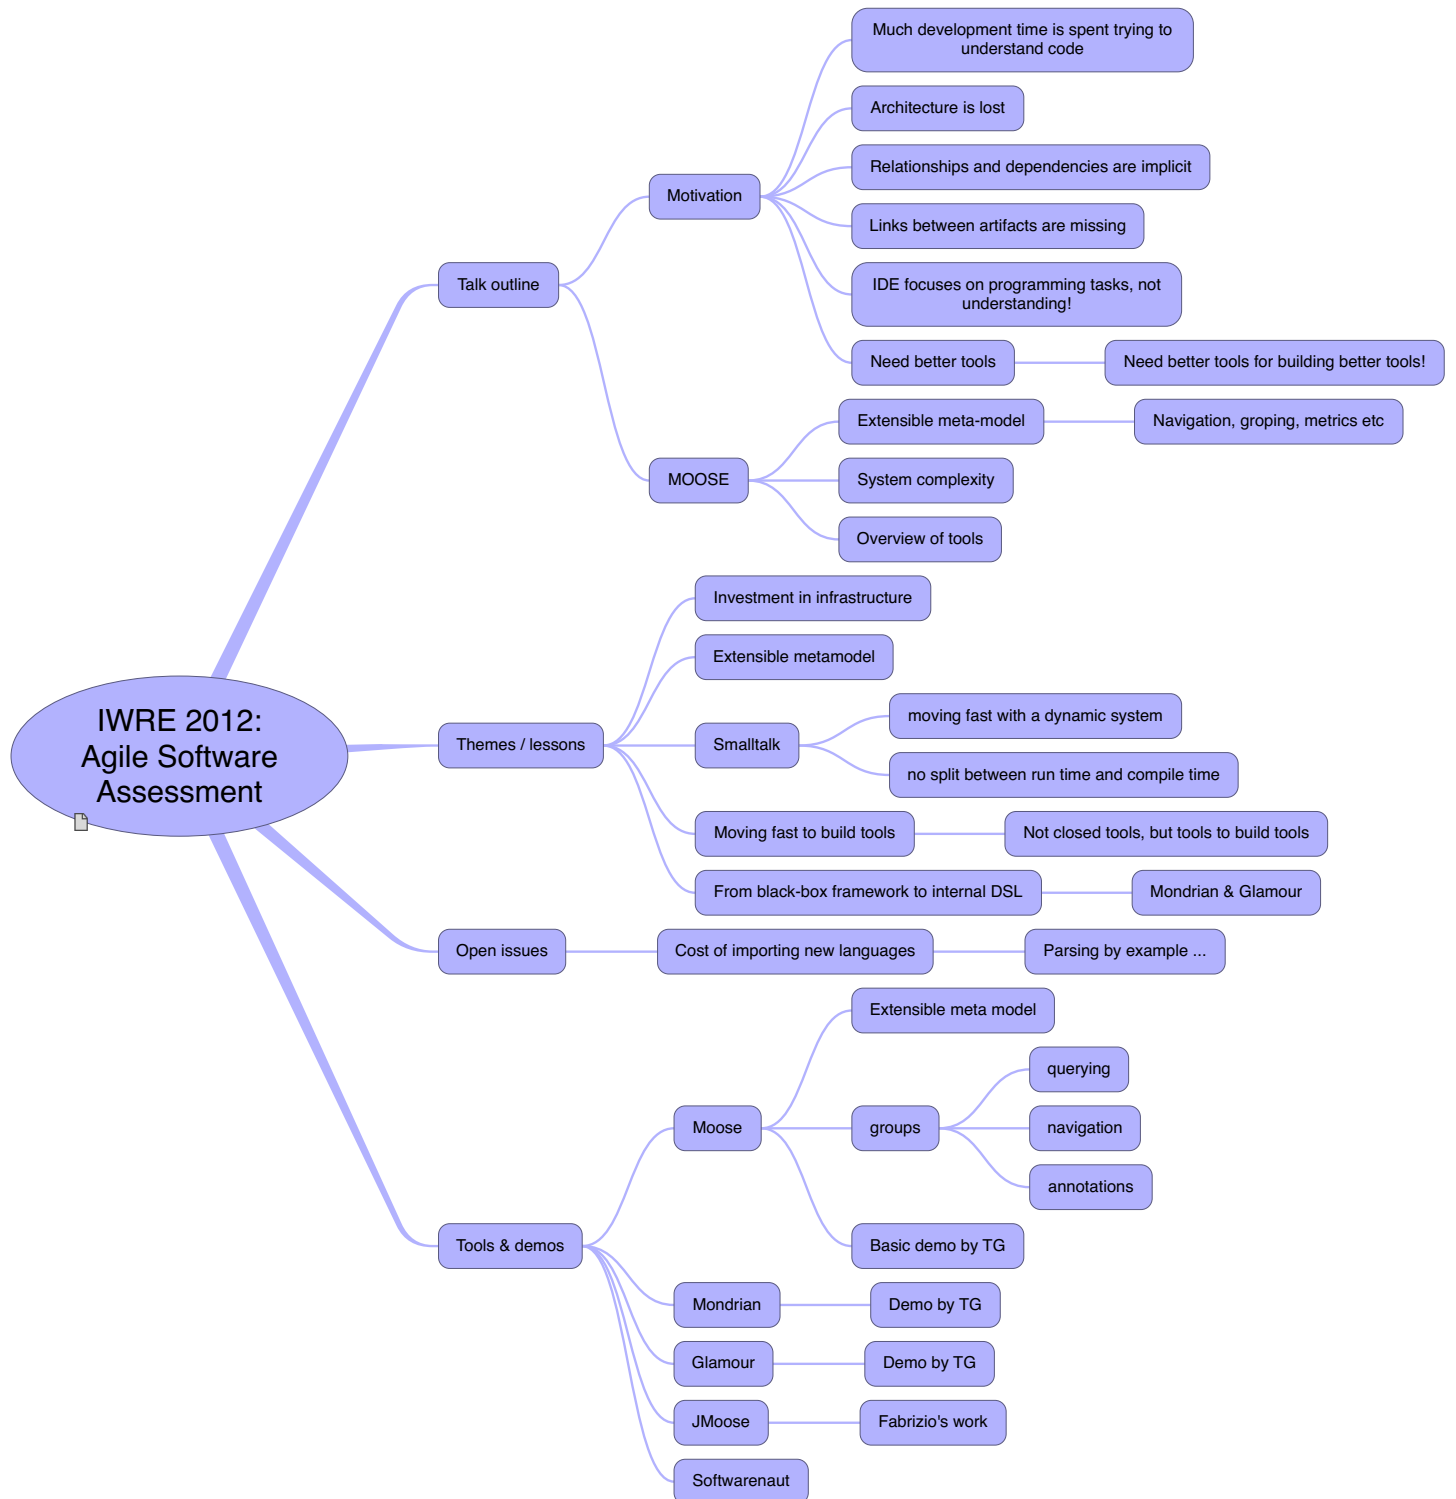 IWRE 2012:
Agile Software
Assessment
Talk outline
Motivation
Much development time is spent trying to
understand code
Architecture is lost
Relationships and dependencies are implicit
Links between artifacts are missing
IDE focuses on programming tasks, not
understanding!
Need better tools
Need better tools for building better tools!
MOOSE
Extensible meta-model
Navigation, groping, metrics etc
System complexity
Overview of tools
Themes / lessons
Investment in infrastructure
Extensible metamodel
Smalltalk
moving fast with a dynamic system
no split between run time and compile time
Moving fast to build tools
Not closed tools, but tools to build tools
From black-box framework to internal DSL
Mondrian & Glamour
Open issues
Cost of importing new languages
Parsing by example ...
Tools & demos
Moose
Extensible meta model
groups
querying
navigation
annotations
Basic demo by TG
Mondrian
Demo by TG
Glamour
Demo by TG
JMoose
Fabrizio's work
Softwarenaut